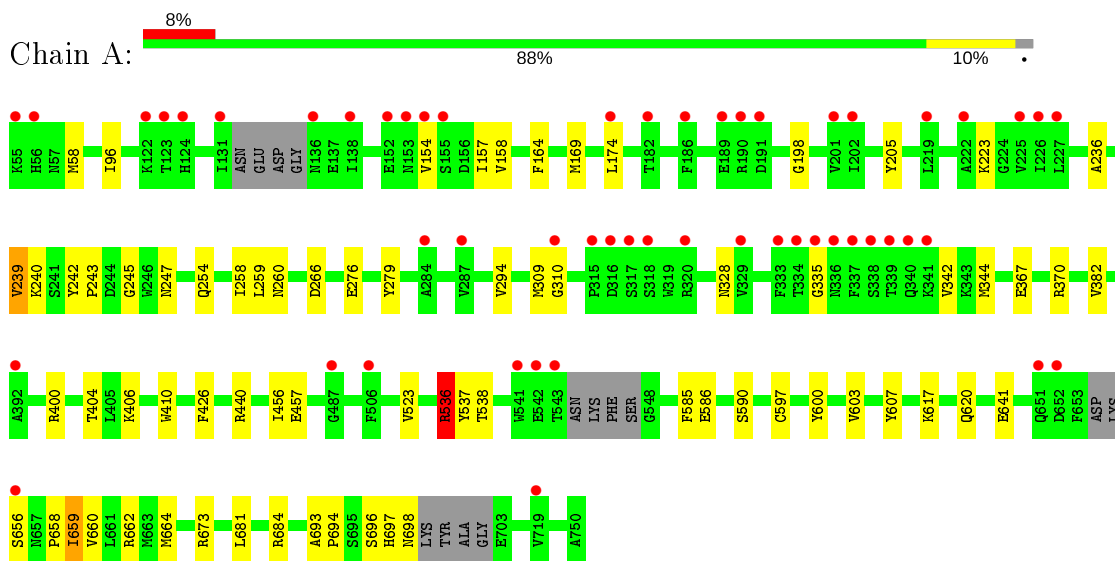 8%
Chain A:
88% 10% •
K55 H56 N57 M58 I96 K122 T123 H124 I131 ASN GLU ASP GLY N136 E137 I138 E152 N153 V154 S155 D156 I157 V158 F164 M169 L174 T182 F186 E189 R190 D191 G198 V201 I202 Y205 L219 A222 K223 G224 V225 I226 L227 A236
V239 K240 S241 Y242 P243 D244 G245 W246 N247 Q254 I258 L259 N260 D266 E276 Y279 A284 V287 V294 M309 G310 P315 D316 S317 S318 W319 R320 N328 V329 F333 T334 G335 N336 F337 S338 T339 Q340 K341 V342 K343 M344 E367 R370 V382
A392 R400 T404 L405 K406 W410 F426 R440 I456 E457 G487 F506 V523 R536 Y537 T538 W541 E542 T543 ASN LYS PHE SER G548 F585 E586 S590 C597 Y600 V603 Y607 K617 Q620 E641 Q651 D652 F653 ASP LYS
S656 N657 P658 I659 V660 L661 R662 M663 M664 R673 L681 R684 A693 P694 S695 S696 H697 N698 LYS TYR ALA GLY E703 V719 A750